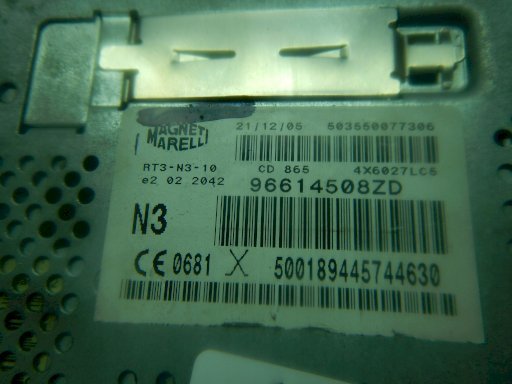 MAGNETI
MARELLI
21/12/05 503550077306
RT3-N3-10 CD 865 4X6027LC5
e2 02 2042 96614508ZD
N3
CE 0681 X 500189445744630